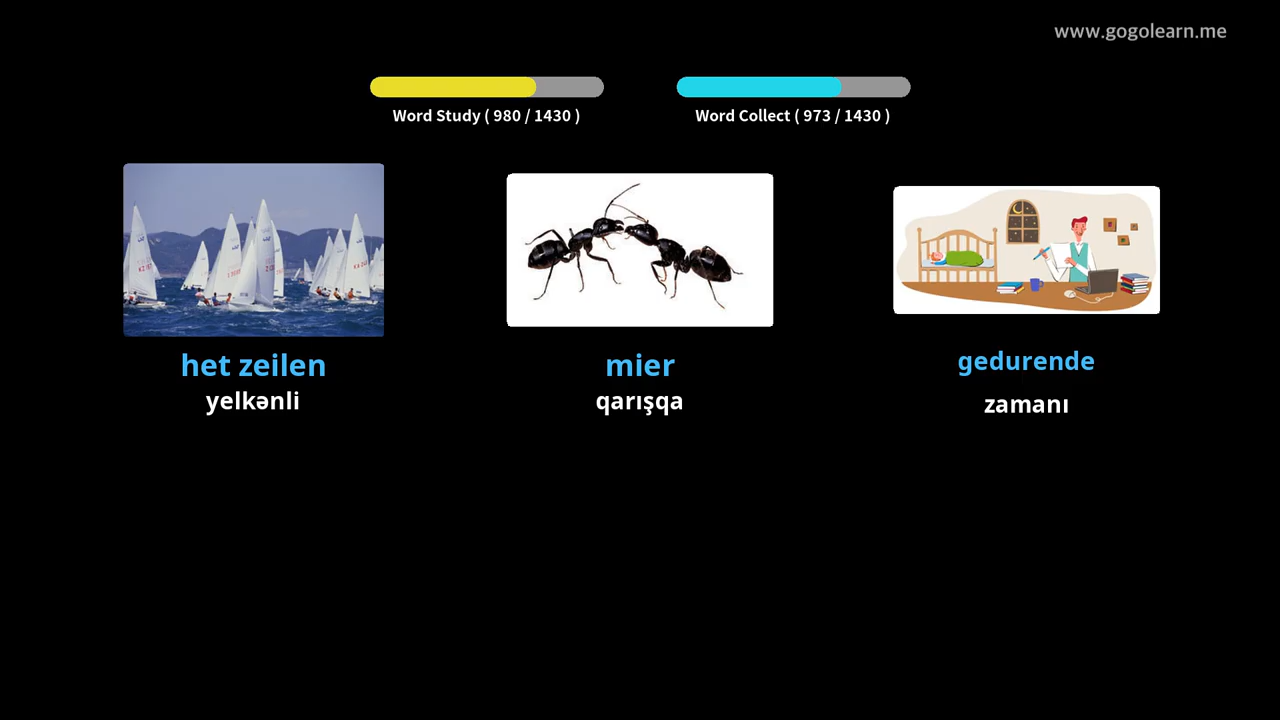 www.gogolearn.me
Word Study ( 980 / 1430 )
Word Collect ( 973 / 1430 )
het zeilen
yelkənli
mier
qarışqa
gedurende
zamanı